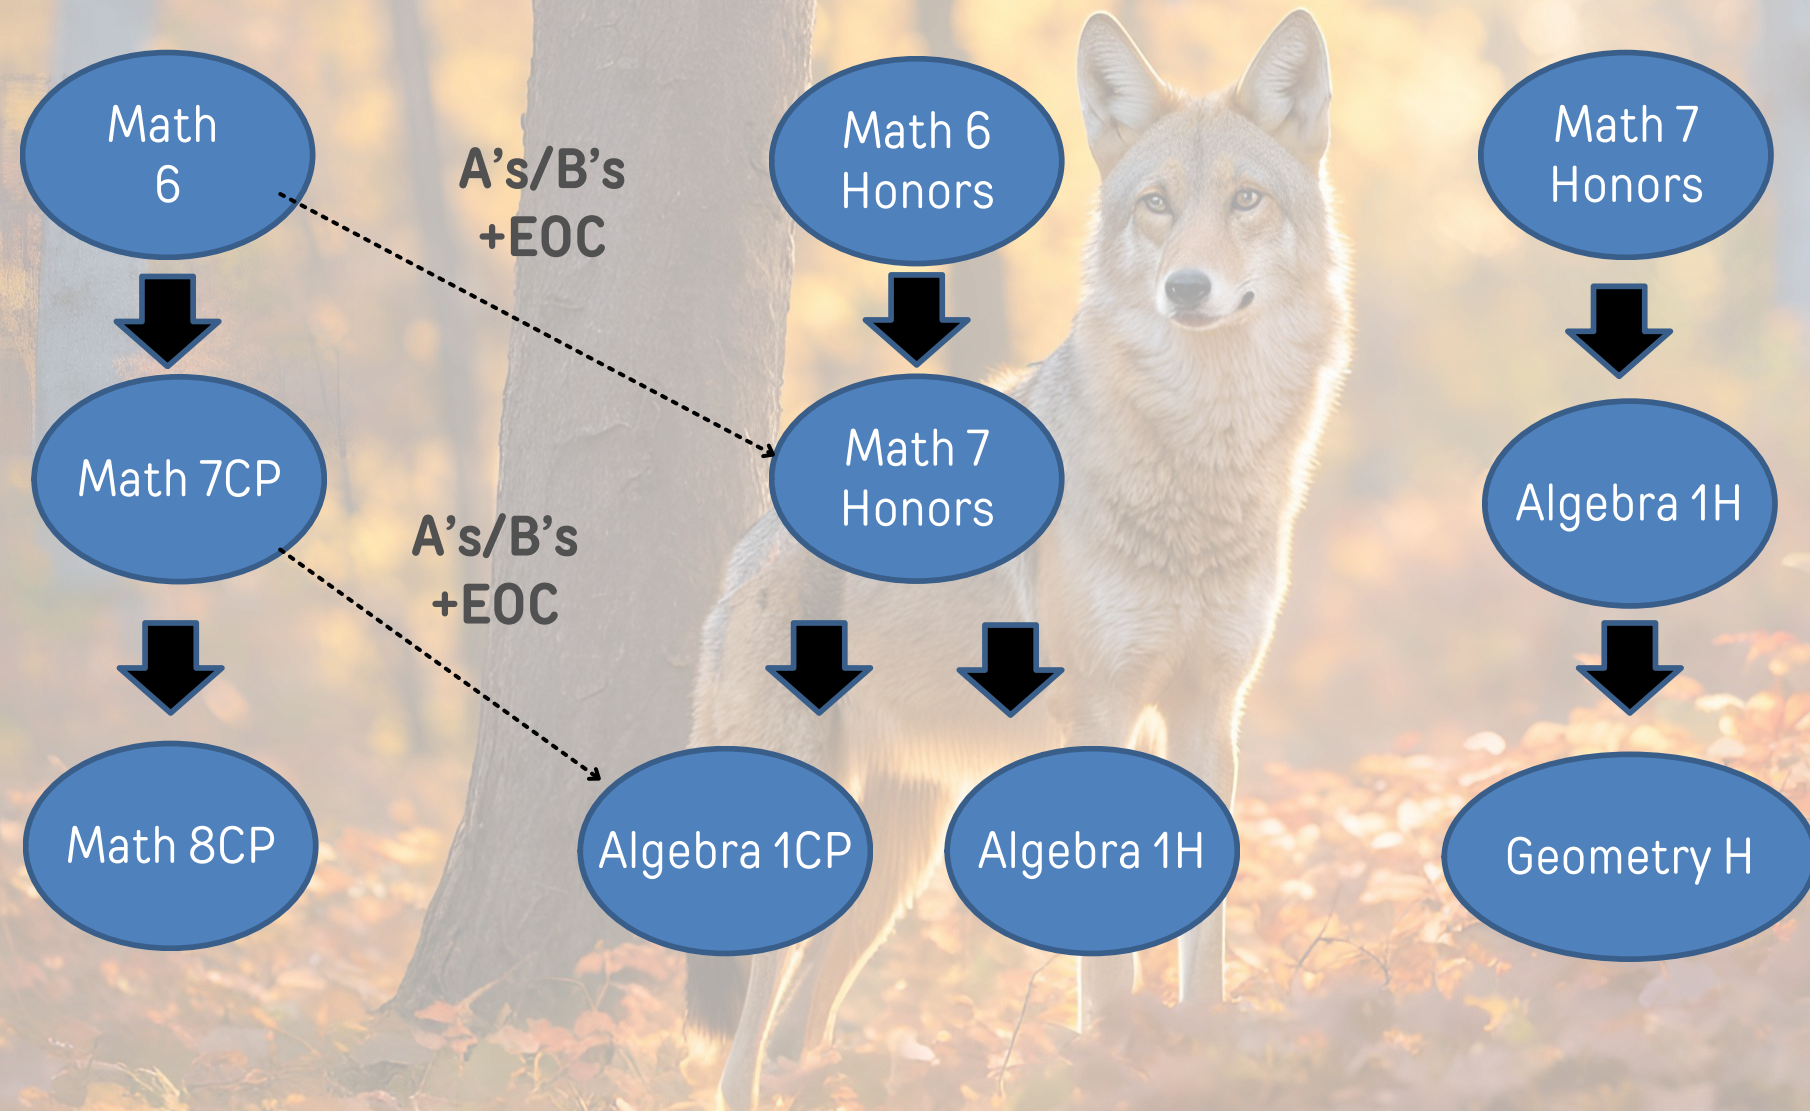 Math
6
A's/B's
+EOC
Math 6
Honors
Math 7
Honors
Math 7CP
A's/B's
+EOC
Math 7
Honors
Algebra 1H
Math 8CP
Algebra 1CP
Algebra 1H
Geometry H